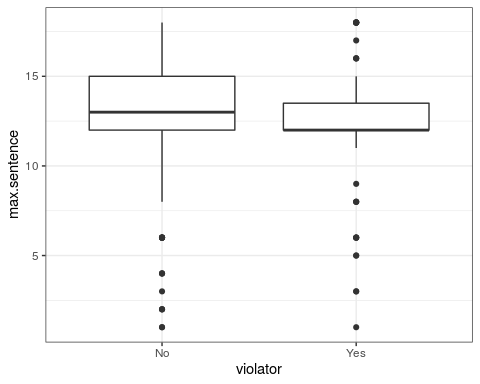 max.sentence
15
10
5
No Yes
violator